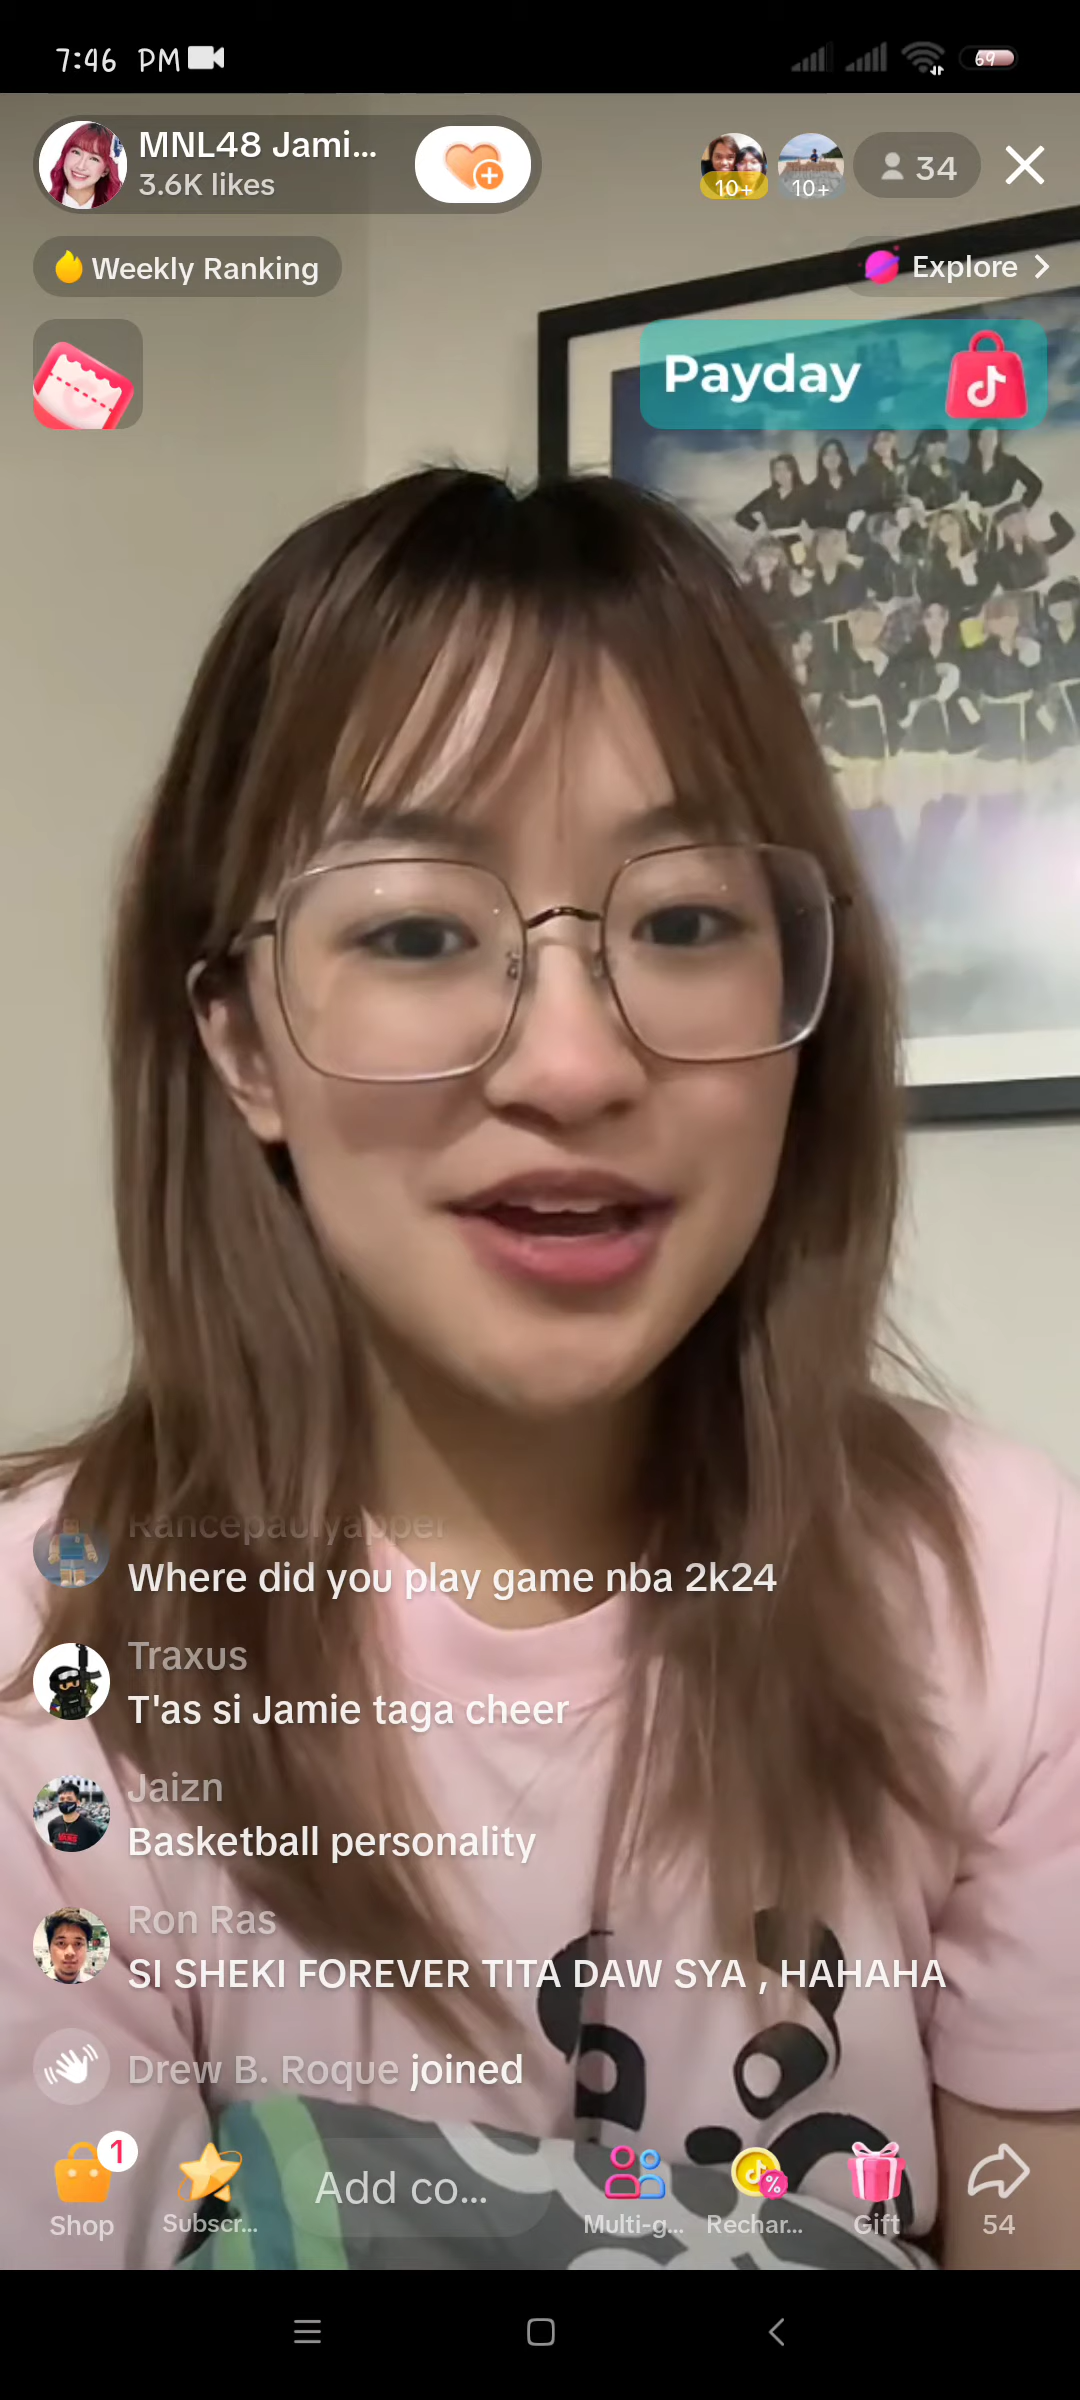 7:46 PM
69
MNL48 Jami...
3.6K likes
10+
10+
34
Weekly Ranking
Explore
Payday
Rancepaulyapper
Where did you play game nba 2k24
Traxus
T'as si Jamie taga cheer
Jaizn
Basketball personality
Ron Ras
SI SHEKI FOREVER TITA DAW SYA , HAHAHA
Drew B. Roque joined
1
Shop
Subscr...
Add co...
Multi-g...
Rechar...
Gift
54